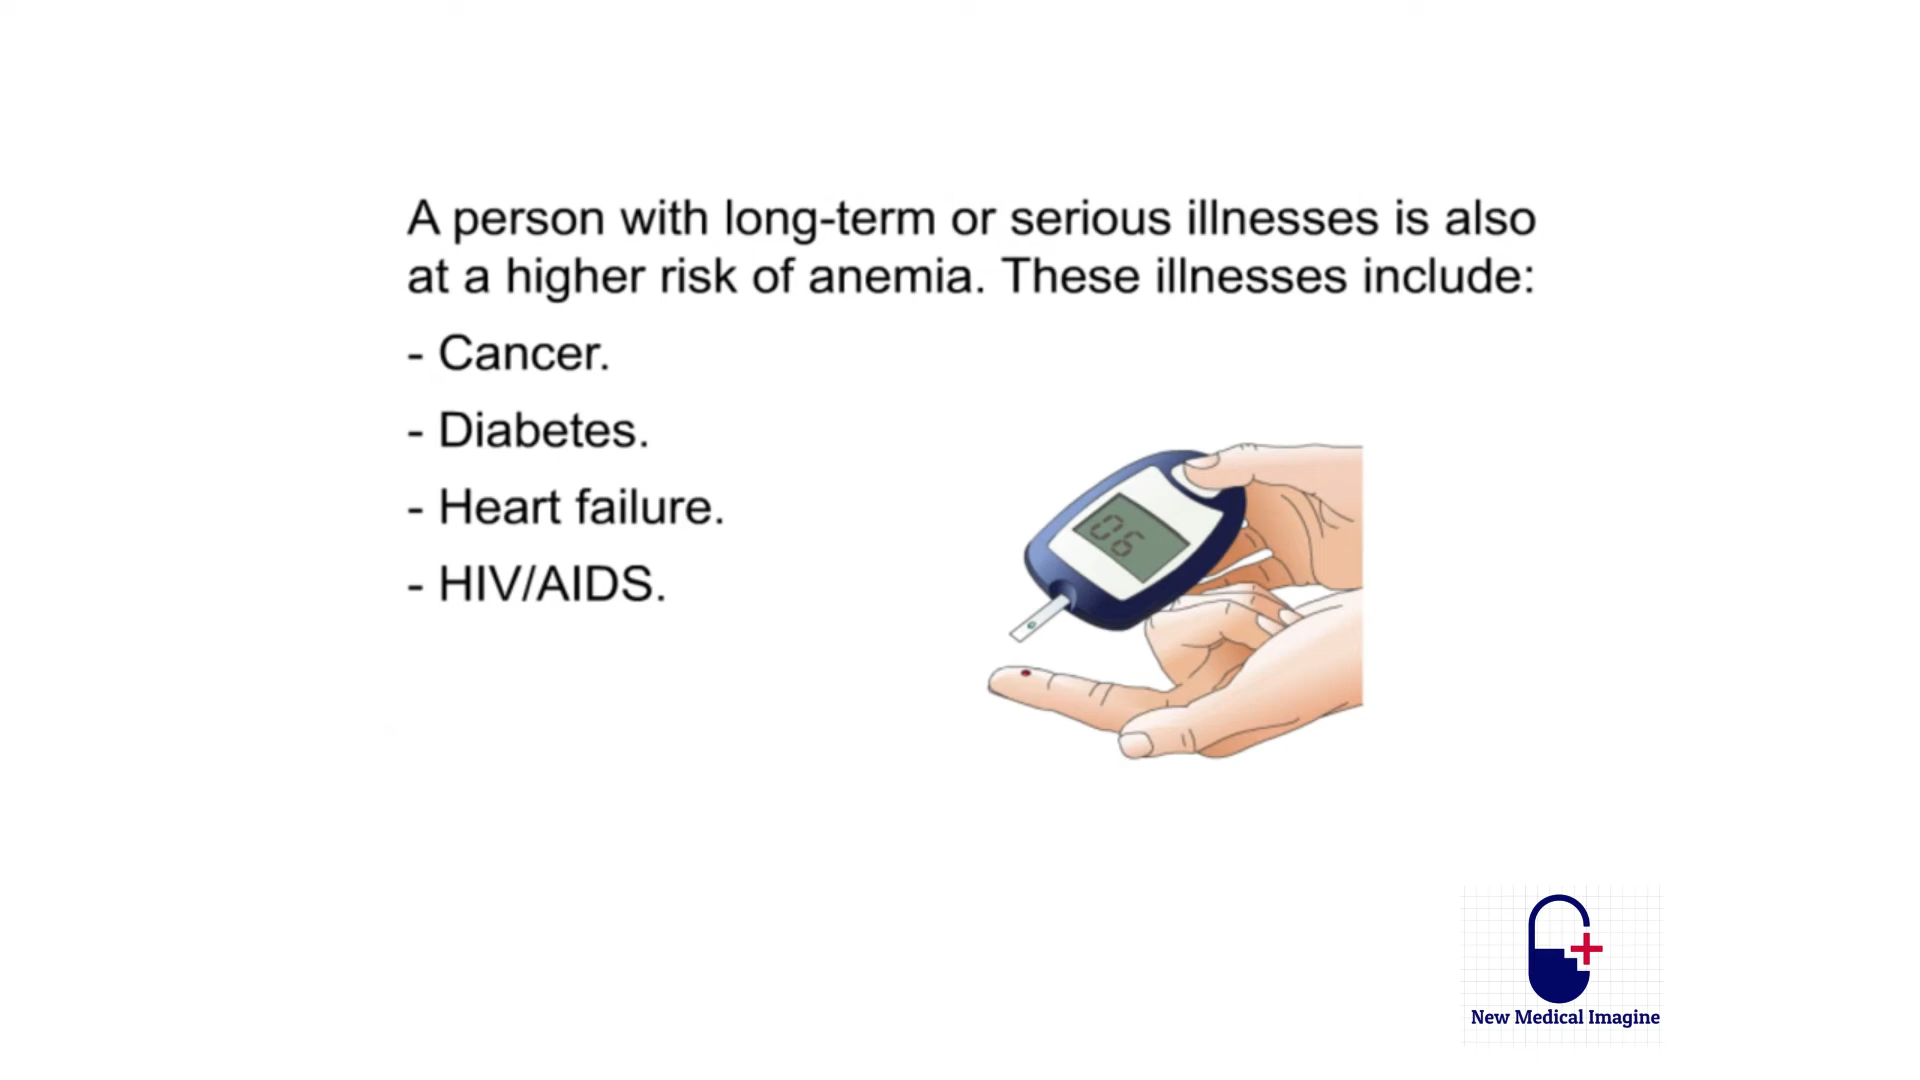 A person with long-term or serious illnesses is also
at a higher risk of anemia. These illnesses include:
- Cancer.
- Diabetes.
- Heart failure.
- HIV/AIDS.
06
New Medical Imagine